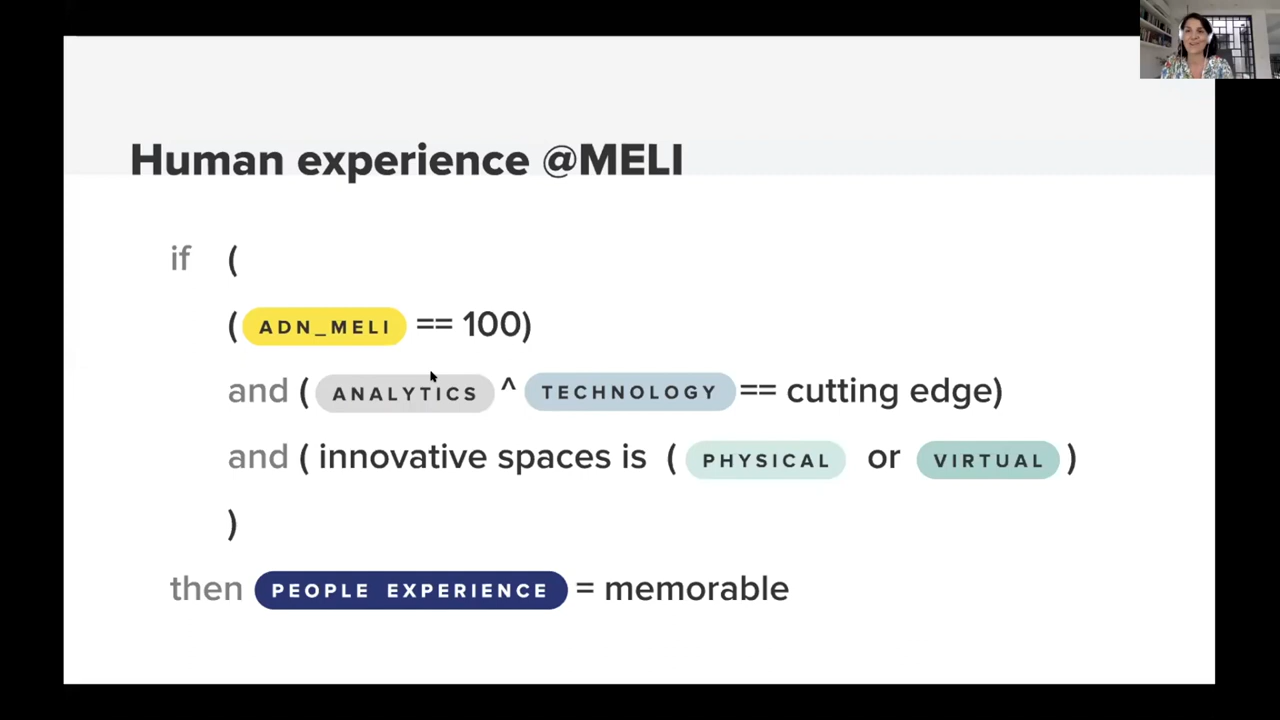 Human experience @MELI
if (
( ADN_MELI == 100)
and ( ANALYTICS ^ TECHNOLOGY == cutting edge)
and ( innovative spaces is ( PHYSICAL or VIRTUAL )
)
then PEOPLE EXPERIENCE = memorable